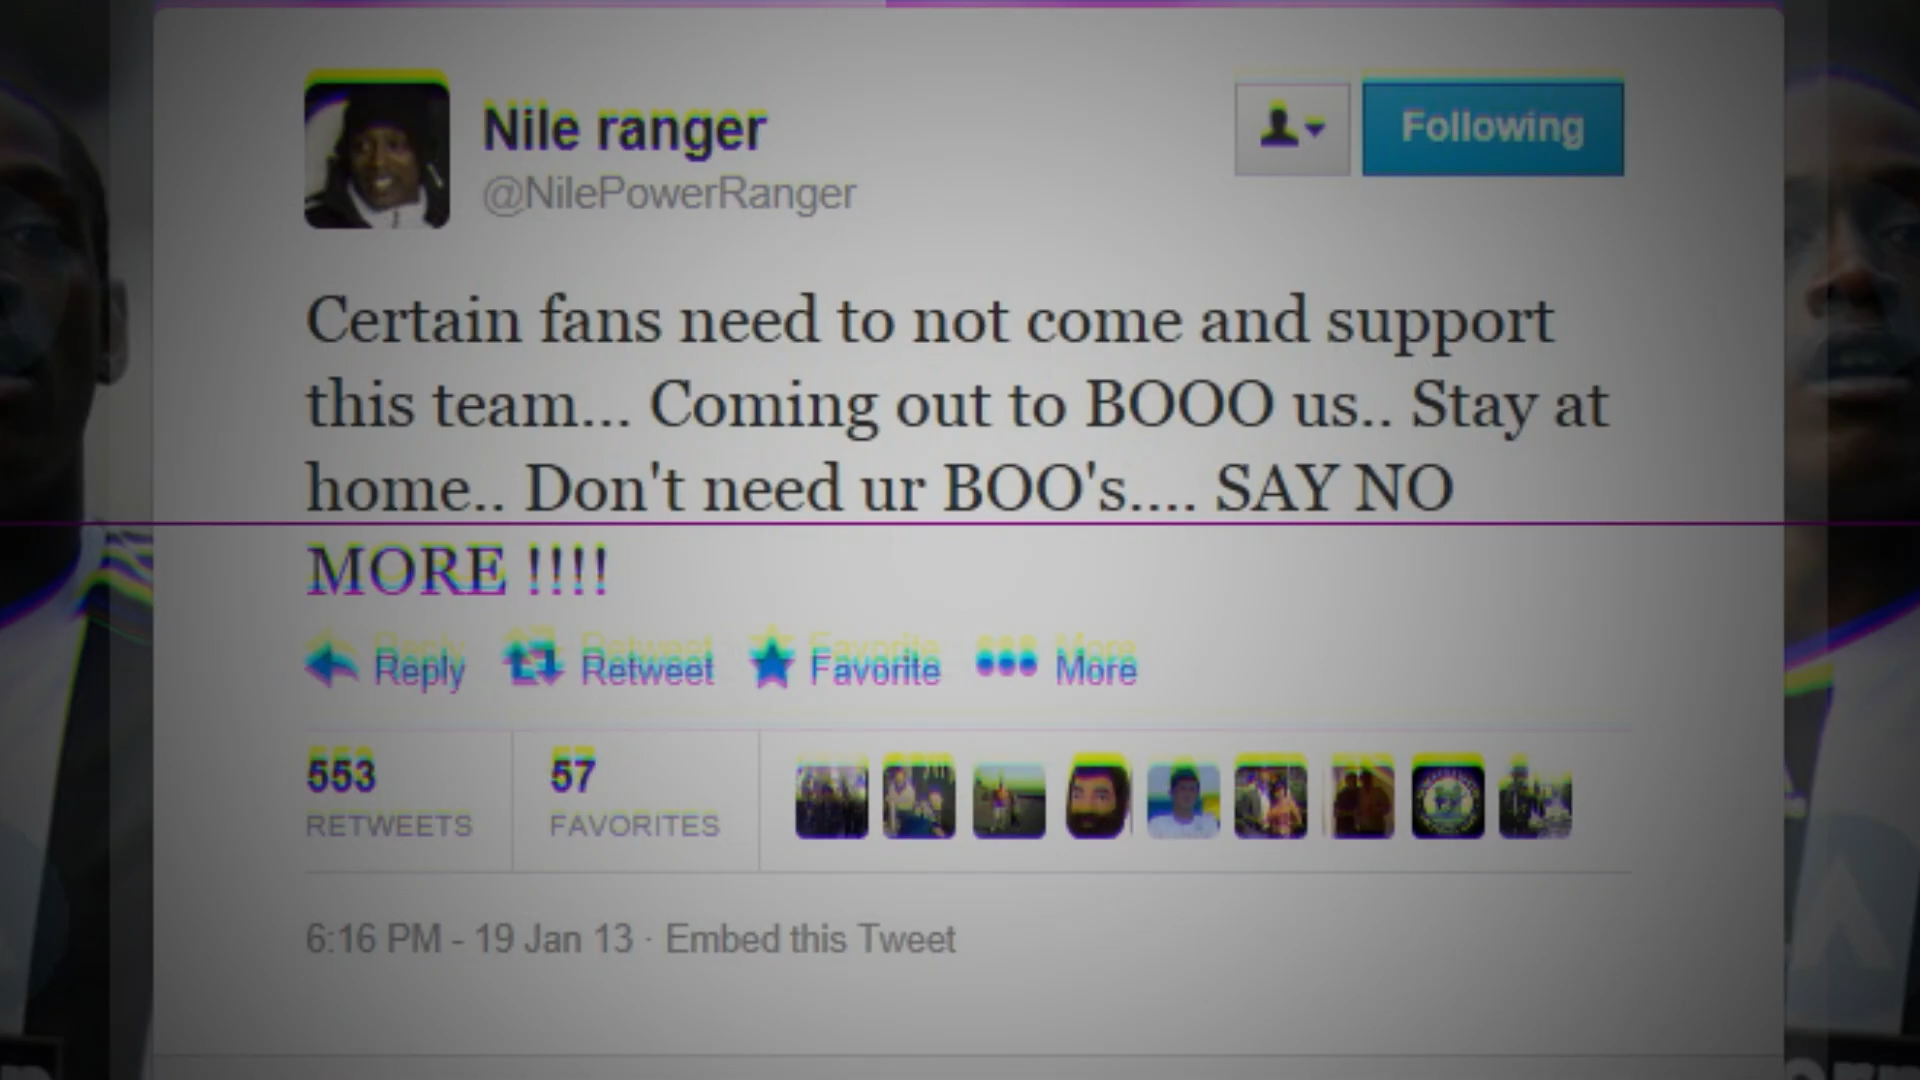 Nile ranger
@NilePowerRanger
Following
Certain fans need to not come and support
this team... Coming out to BOOO us.. Stay at
home.. Don't need ur BOO's.... SAY NO
MORE !!!!
Reply Retweet Favorite More
553 57
RETWEETS FAVORITES
6:16 PM - 19 Jan 13 · Embed this Tweet